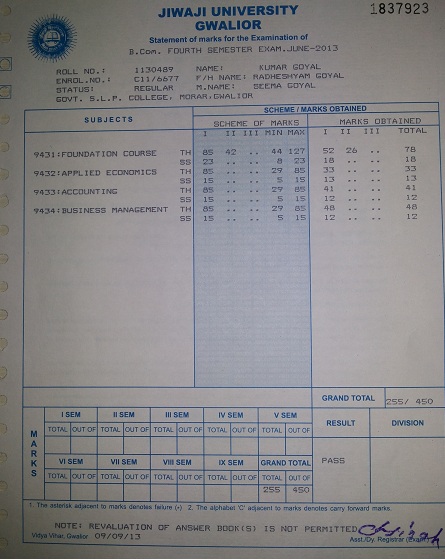 JIWAJI UNIVERSITY 1837923
GWALIOR
Statement of marks for the Examination of
B.Com. FOURTH SEMESTER EXAM.JUNE-2013
ROLL NO.: 1130489 NAME: KUMAR GOYAL
ENROL.NO.: C11/6677 F/H NAME: RADHESHYAM GOYAL
STATUS: REGULAR M.NAME: SEEMA GOYAL
GOVT. S.L.P. COLLEGE, MORAR,GWALIOR
SUBJECTS SCHEME / MARKS OBTAINED
SCHEME OF MARKS MARKS OBTAINED
I II III MIN MAX I II III TOTAL
9431:FOUNDATION COURSE TH 85 42 .. 44 127 52 26 .. 78
SS 23 .. .. 8 23 18 .. .. 18
9432:APPLIED ECONOMICS TH 85 .. .. 29 85 33 .. .. 33
SS 15 .. .. 5 15 13 .. .. 13
9433:ACCOUNTING TH 85 .. .. 29 85 41 .. .. 41
SS 15 .. .. 5 15 12 .. .. 12
9434:BUSINESS MANAGEMENT TH 85 .. .. 29 85 48 .. .. 48
SS 15 .. .. 5 15 12 .. .. 12
GRAND TOTAL 255/ 450
I SEM II SEM III SEM IV SEM V SEM RESULT DIVISION
TOTAL OUT OF TOTAL OUT OF TOTAL OUT OF TOTAL OUT OF TOTAL OUT OF
MARKS
VI SEM VII SEM VIII SEM IX SEM GRAND TOTAL PASS
TOTAL OUT OF TOTAL OUT OF TOTAL OUT OF TOTAL OUT OF TOTAL OUT OF
255 450
1. The asterisk adjacent to marks denotes failure (*) 2. The alphabet 'C' adjacent to marks denotes carry forward marks.
NOTE: REVALUATION OF ANSWER BOOK(S) IS NOT PERMITTED
Vidya Vihar, Gwalior 09/09/13 Asst./Dy. Registrar (Exam.)